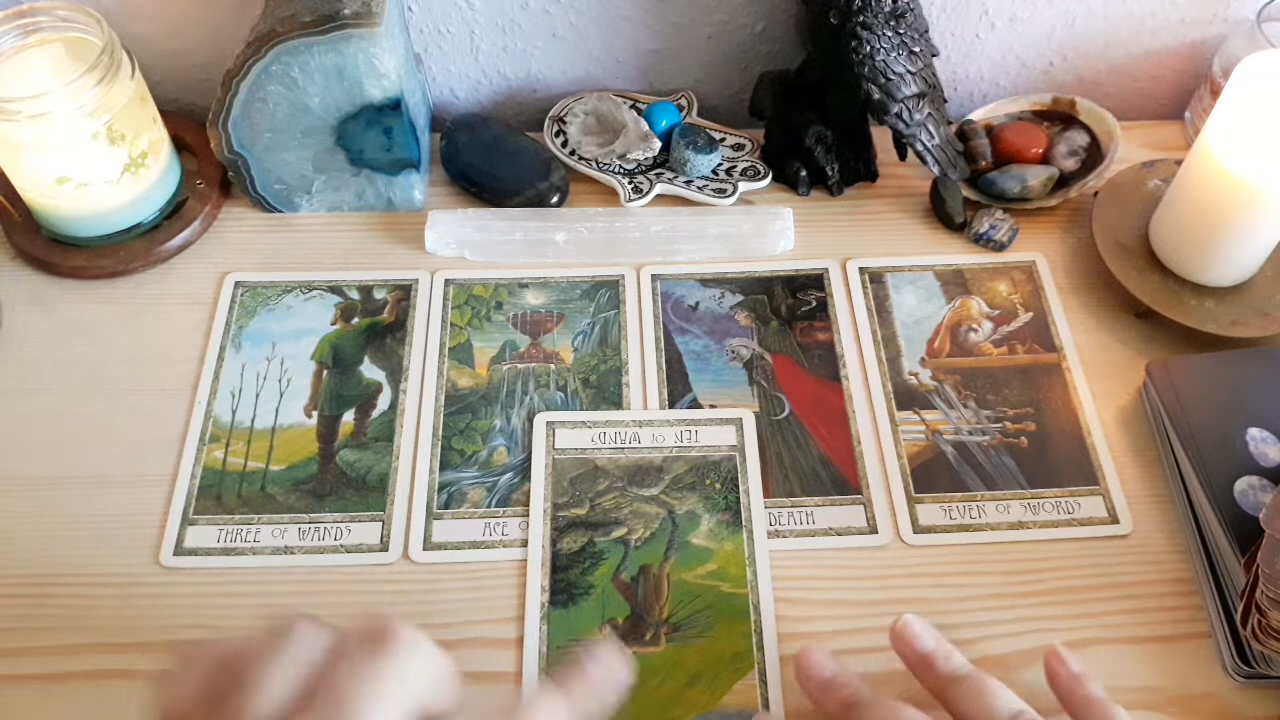 THREE OF WANDS
ACE O
DEATH
SEVEN OF SWORDS
TEN OF WANDS